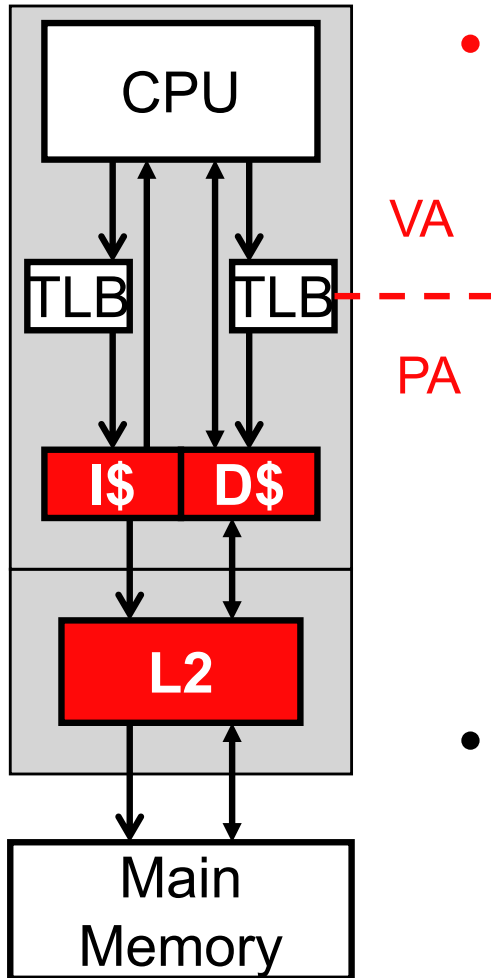 CPU
VA
TLB
TLB
PA
I$
D$
L2
Main
Memory